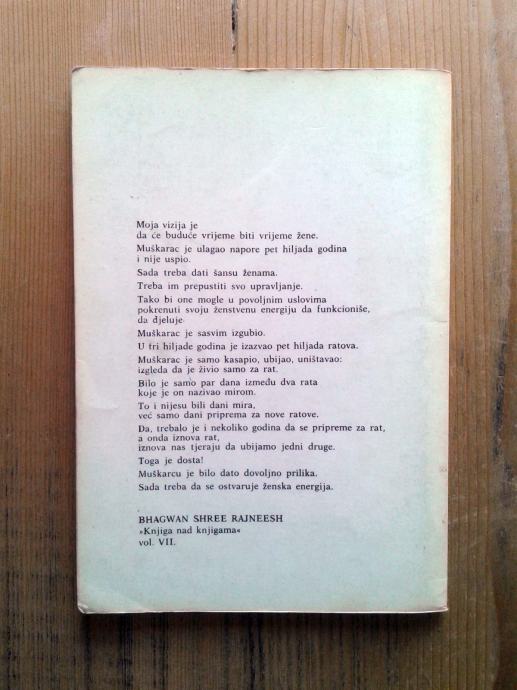 Moja vizija je
da će buduće vrijeme biti vrijeme žene.
Muškarac je ulagao napore pet hiljada godina
i nije uspio.
Sada treba dati šansu ženama.
Treba im prepustiti svo upravljanje.
Tako bi one mogle u povoljnim uslovima
pokrenuti svoju ženstvenu energiju da funkcioniše,
da djeluje.
Muškarac je sasvim izgubio.
U tri hiljade godina je izazvao pet hiljada ratova.
Muškarac je samo kasapio, ubijao, uništavao:
izgleda da je živio samo za rat.
Bilo je samo par dana između dva rata
koje je on nazivao mirom.
To i nijesu bili dani mira,
već samo dani priprema za nove ratove.
Da, trebalo je i nekoliko godina da se pripreme za rat,
a onda iznova rat,
iznova nas tjeraju da ubijamo jedni druge.
Toga je dosta!
Muškarcu je bilo dato dovoljno prilika.
Sada treba da se ostvaruje ženska energija.
BHAGWAN SHREE RAJNEESH
»Knjiga nad knjigama«
vol. VII.